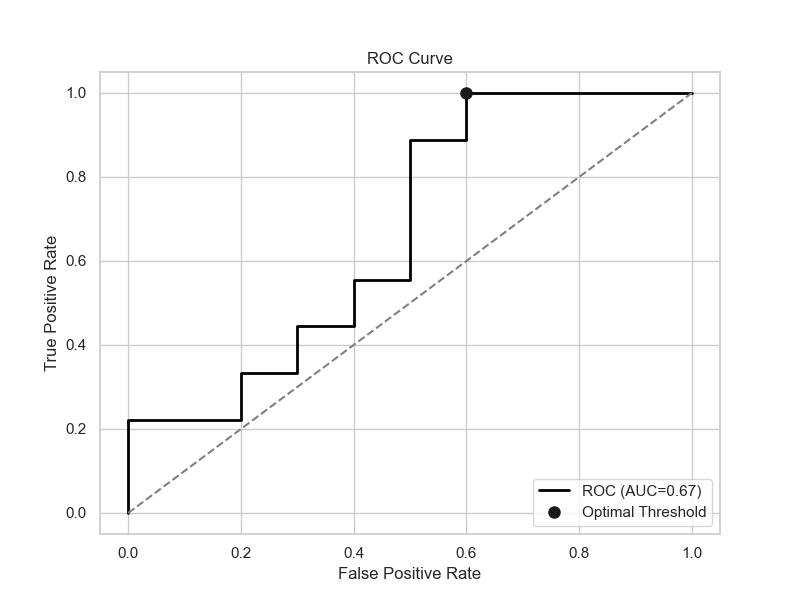 ROC Curve
True Positive Rate
1.0
0.8
0.6
0.4
0.2
0.0
ROC (AUC=0.67)
Optimal Threshold
0.0 0.2 0.4 0.6 0.8 1.0
False Positive Rate